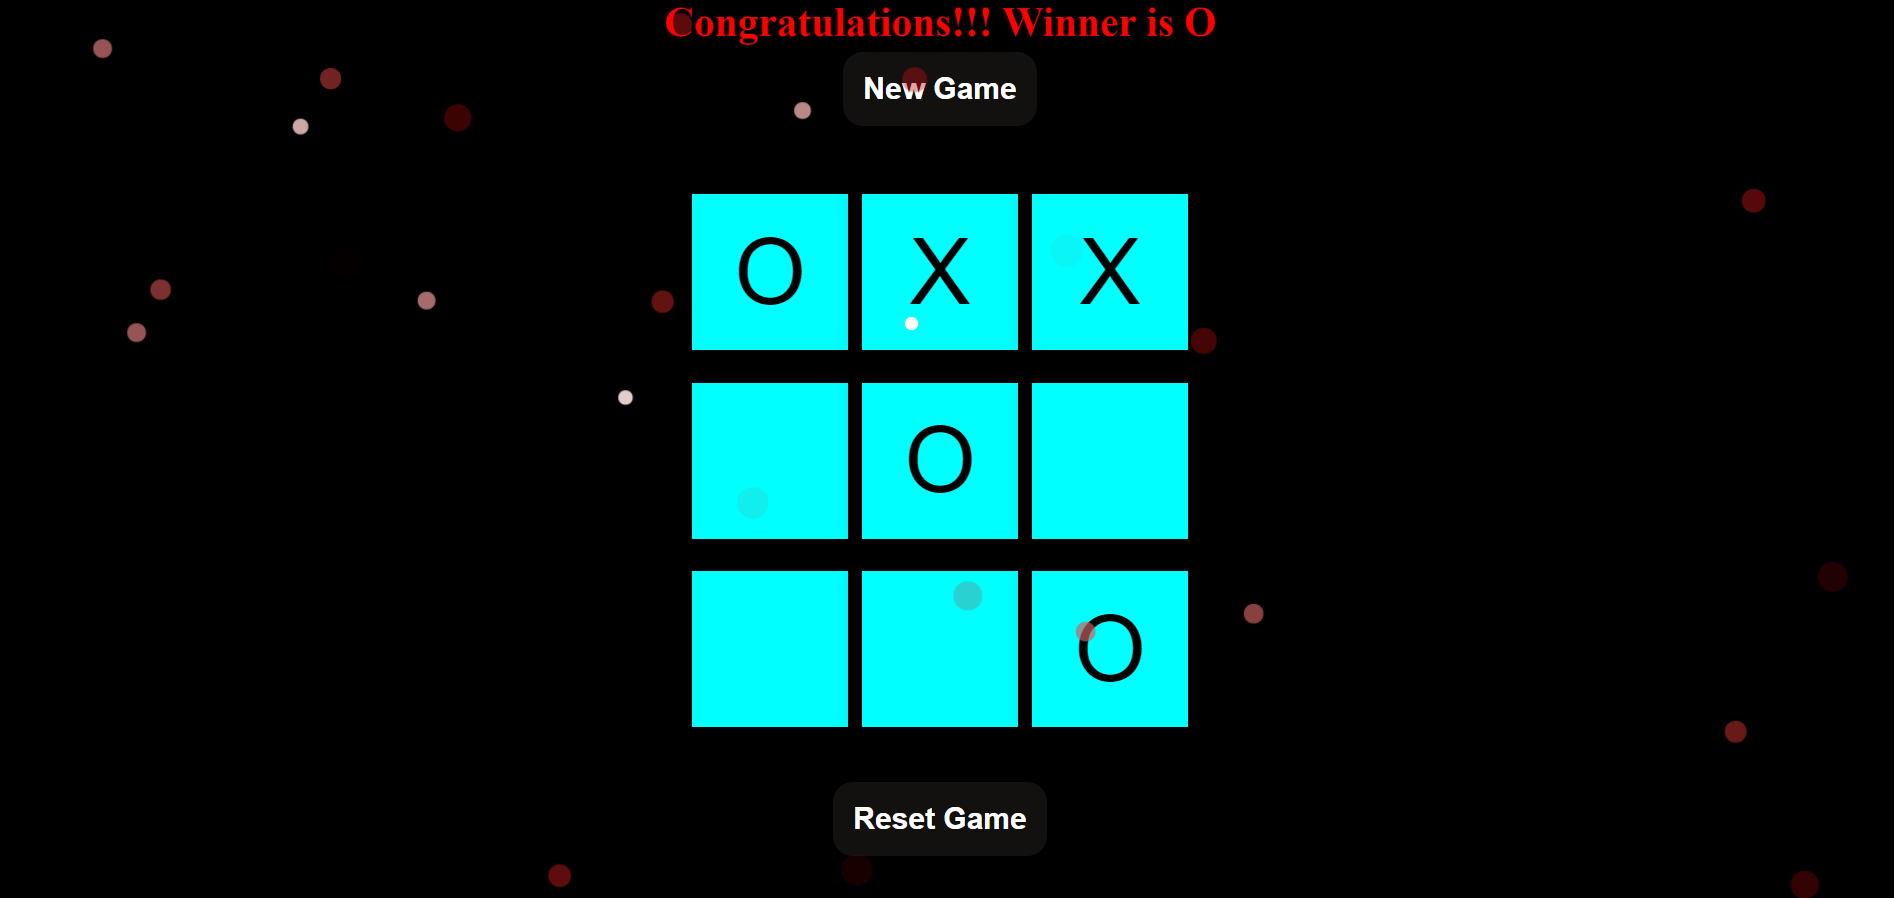 Congratulations!!! Winner is O
New Game
O X X
O
O
Reset Game